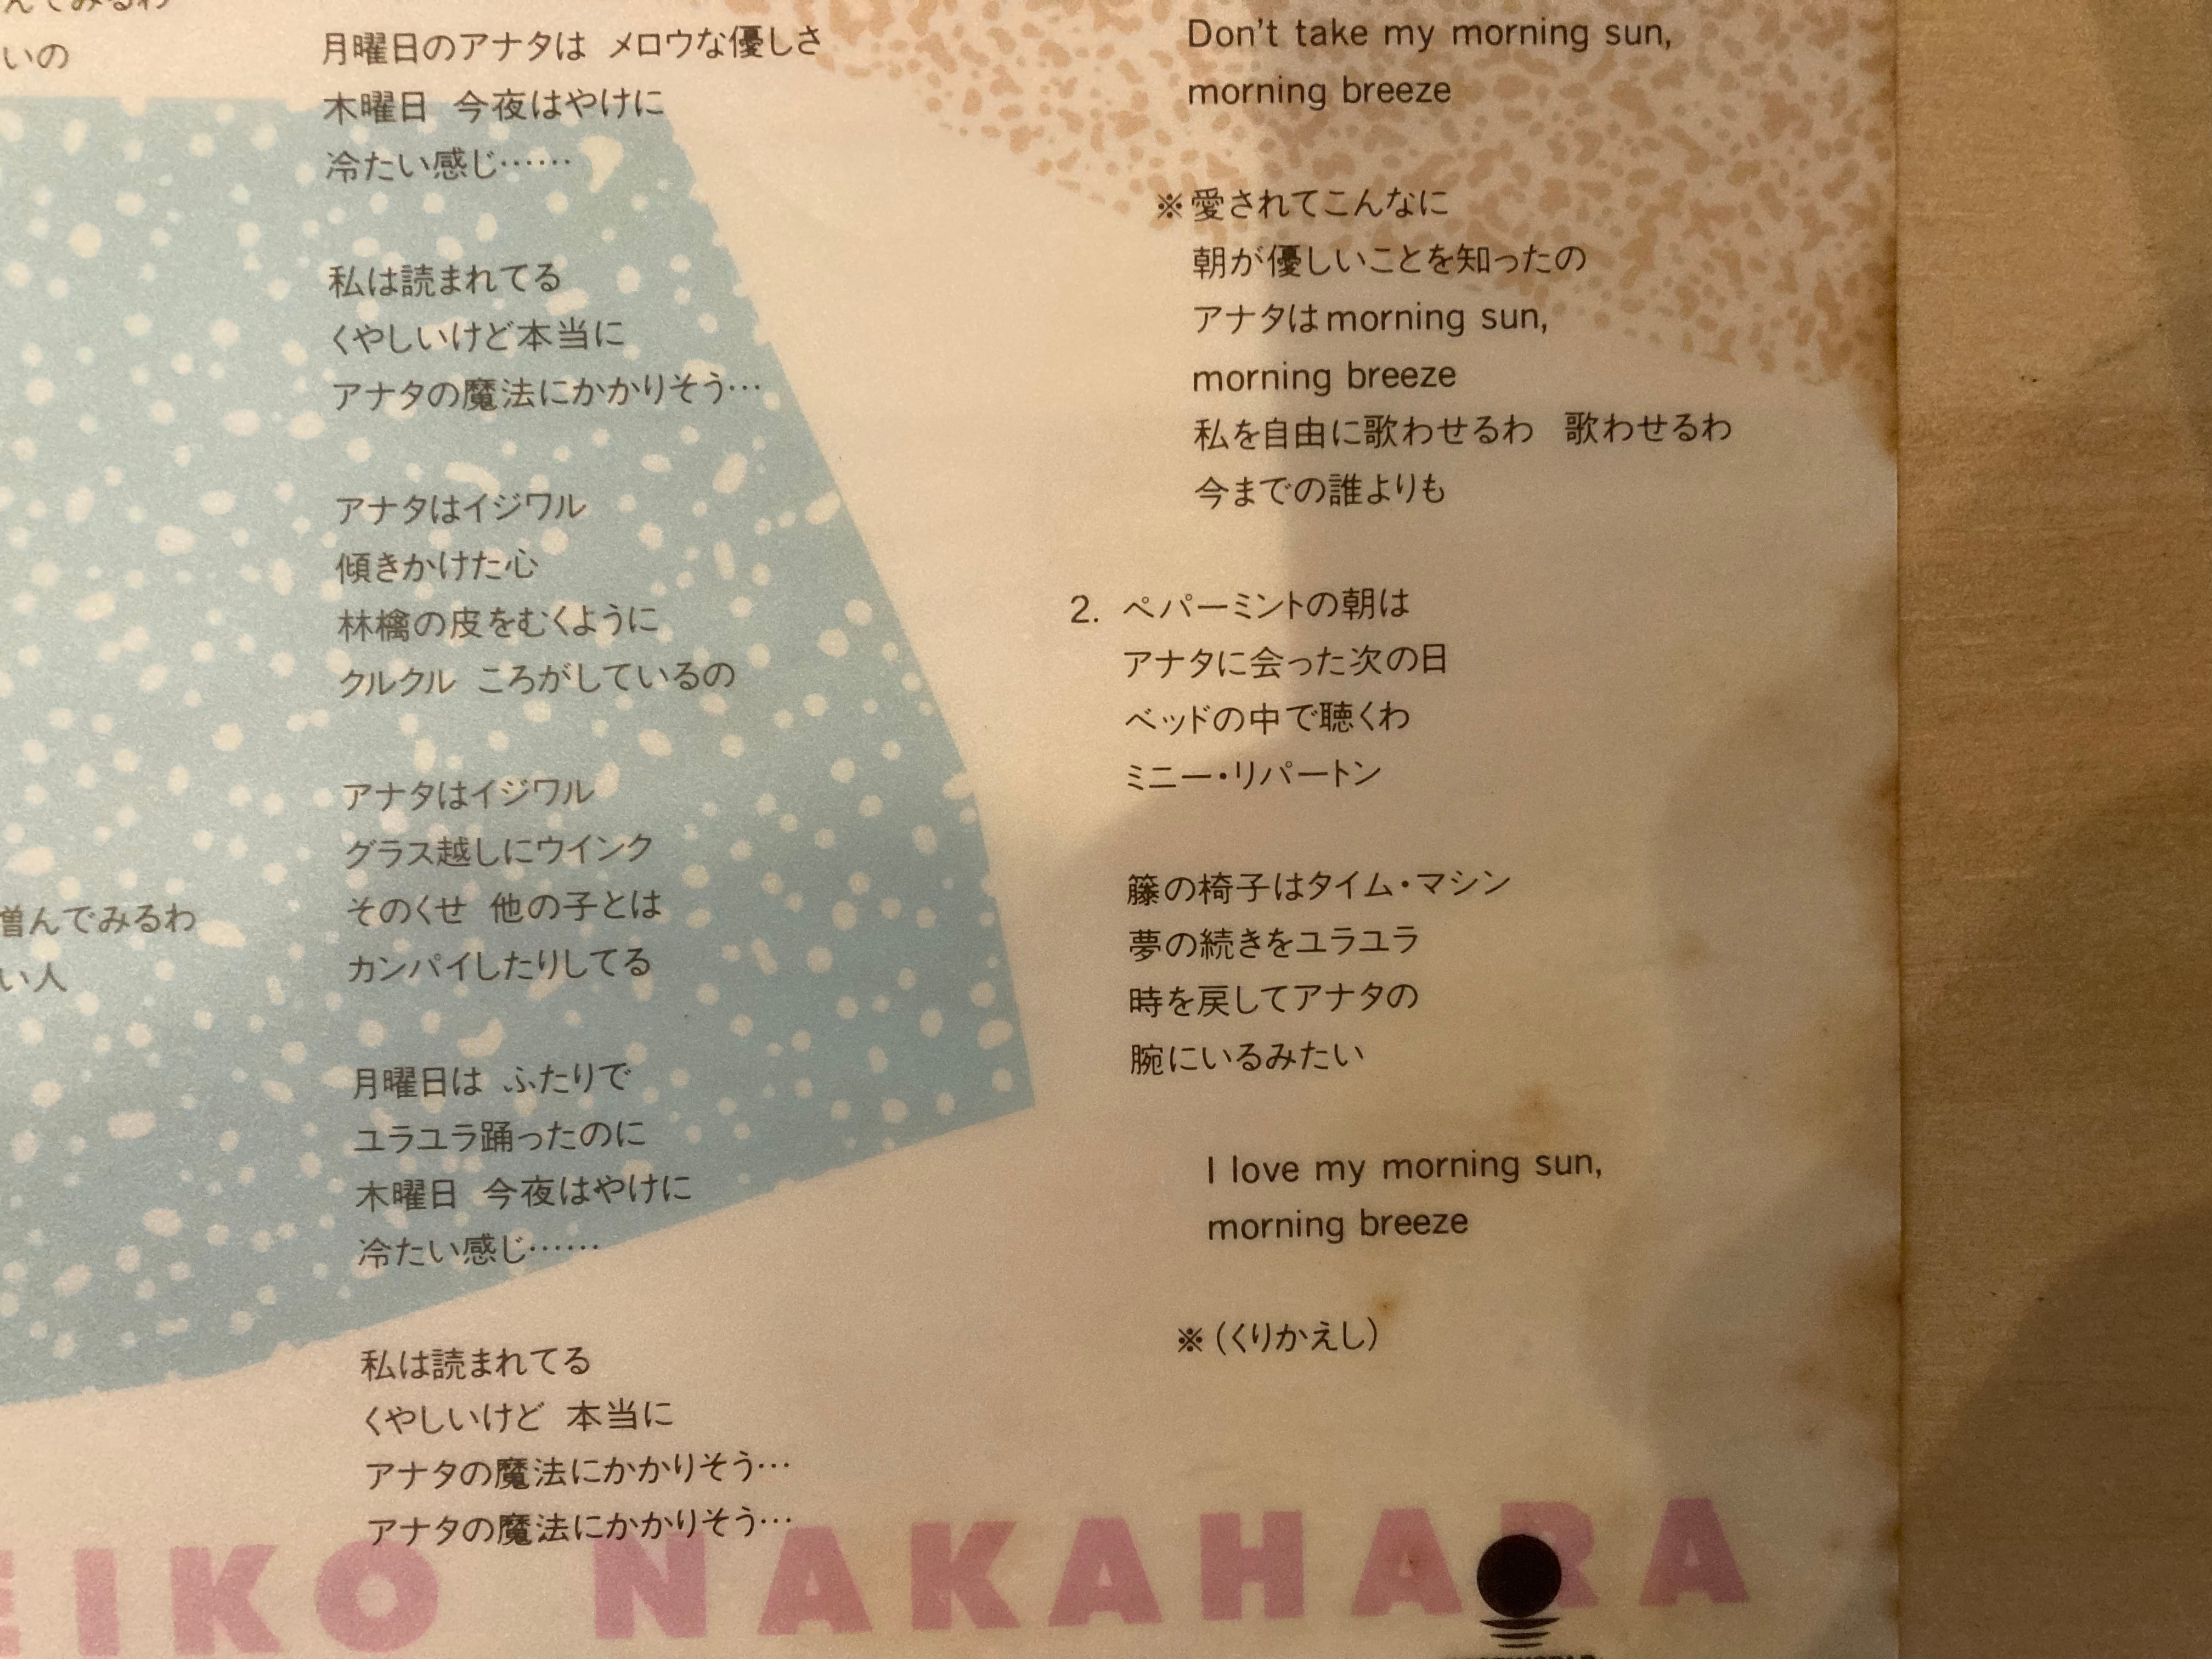 んでみるわ
いの
憎んでみるわ
い人
月曜日のアナタは メロウな優しさ
木曜日 今夜はやけに
冷たい感じ……
私は読まれてる
くやしいけど本当に
アナタの魔法にかかりそう…
アナタはイジワル
傾きかけた心
林檎の皮をむくように
クルクル ころがしているの
アナタはイジワル
グラス越しにウインク
そのくせ 他の子とは
カンパイしたりしてる
月曜日は ふたりで
ユラユラ踊ったのに
木曜日 今夜はやけに
冷たい感じ……
私は読まれてる
くやしいけど 本当に
アナタの魔法にかかりそう…
アナタの魔法にかかりそう…
Don't take my morning sun,
morning breeze
※愛されてこんなに
朝が優しいことを知ったの
アナタはmorning sun,
morning breeze
私を自由に歌わせるわ 歌わせるわ
今までの誰よりも
2. ペパーミントの朝は
アナタに会った次の日
ベッドの中で聴くわ
ミニー・リパートン
籐の椅子はタイム・マシン
夢の続きをユラユラ
時を戻してアナタの
腕にいるみたい
I love my morning sun,
morning breeze
※(くりかえし)
EIKO NAKAHARA